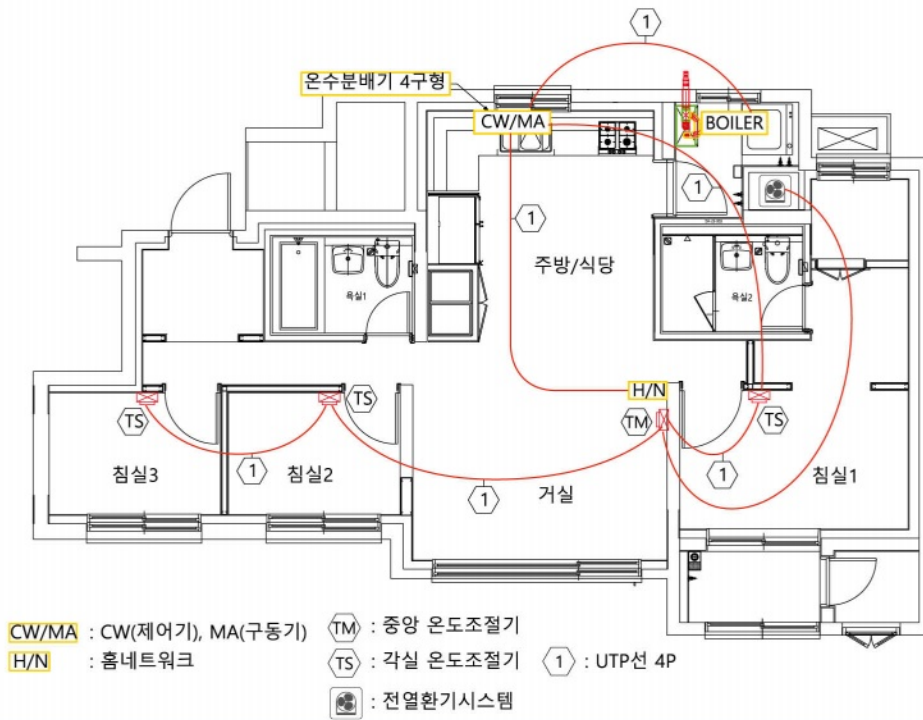 1
온수분배기 4구형
CW/MA
BOILER
1
1
주방/식당
욕실1
욕실2
H/N
TS
TS
TM
TS
1
1
1
침실3
침실2
거실
침실1
CW/MA : CW(제어기), MA(구동기)
TM : 중앙 온도조절기
H/N : 홈네트워크
TS : 각실 온도조절기
1 : UTP선 4P
: 전열환기시스템